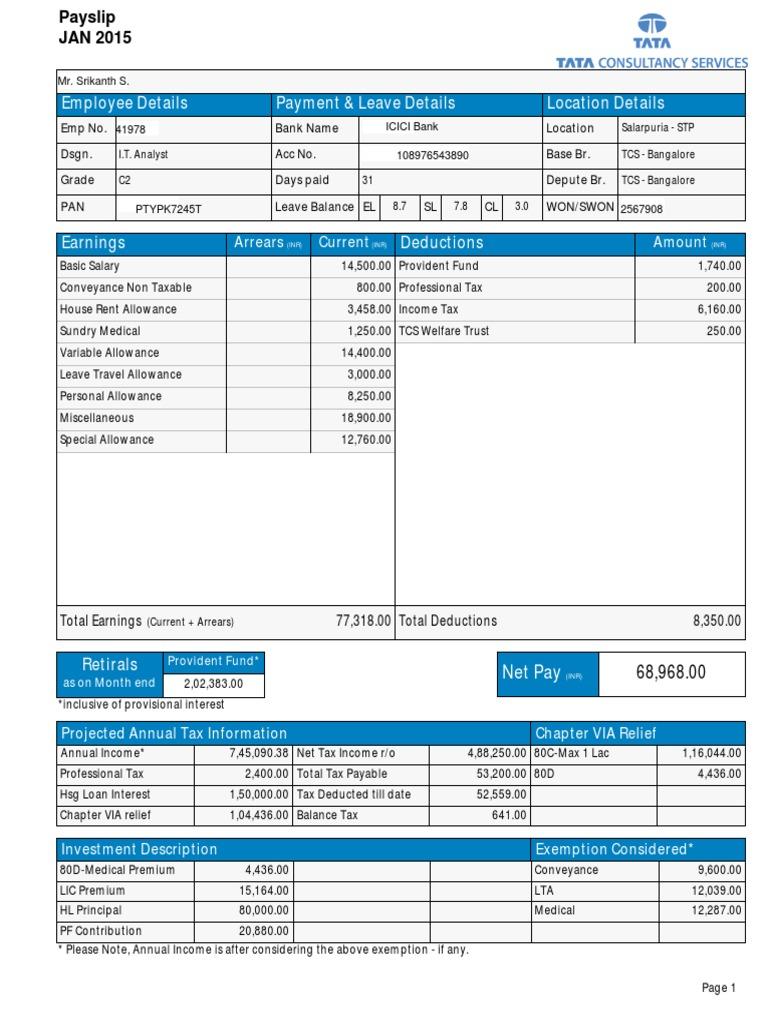 Payslip
JAN 2015
TATA
TATA CONSULTANCY SERVICES
Mr. Srikanth S.
Employee Details Payment & Leave Details Location Details
Emp No. 41978 Bank Name ICICI Bank Location Salarpuria - STP
Dsgn. I.T. Analyst Acc No. 108976543890 Base Br. TCS - Bangalore
Grade C2 Days paid 31 Depute Br. TCS - Bangalore
PAN PTYPK7245T Leave Balance EL 8.7 SL 7.8 CL 3.0 WON/SWON 2567908
Earnings Arrears (INR) Current (INR) Deductions Amount (INR)
Basic Salary 14,500.00 Provident Fund 1,740.00
Conveyance Non Taxable 800.00 Professional Tax 200.00
House Rent Allowance 3,458.00 Income Tax 6,160.00
Sundry Medical 1,250.00 TCS Welfare Trust 250.00
Variable Allowance 14,400.00
Leave Travel Allowance 3,000.00
Personal Allowance 8,250.00
Miscellaneous 18,900.00
Special Allowance 12,760.00
Total Earnings (Current + Arrears) 77,318.00 Total Deductions 8,350.00
Retirals Provident Fund*
as on Month end 2,02,383.00
Net Pay (INR) 68,968.00
*inclusive of provisional interest
Projected Annual Tax Information Chapter VIA Relief
Annual Income* 7,45,090.38 Net Tax Income r/o 4,88,250.00 80C-Max 1 Lac 1,16,044.00
Professional Tax 2,400.00 Total Tax Payable 53,200.00 80D 4,436.00
Hsg Loan Interest 1,50,000.00 Tax Deducted till date 52,559.00
Chapter VIA relief 1,04,436.00 Balance Tax 641.00
Investment Description Exemption Considered*
80D-Medical Premium 4,436.00 Conveyance 9,600.00
LIC Premium 15,164.00 LTA 12,039.00
HL Principal 80,000.00 Medical 12,287.00
PF Contribution 20,880.00
* Please Note, Annual Income is after considering the above exemption - if any.
Page 1